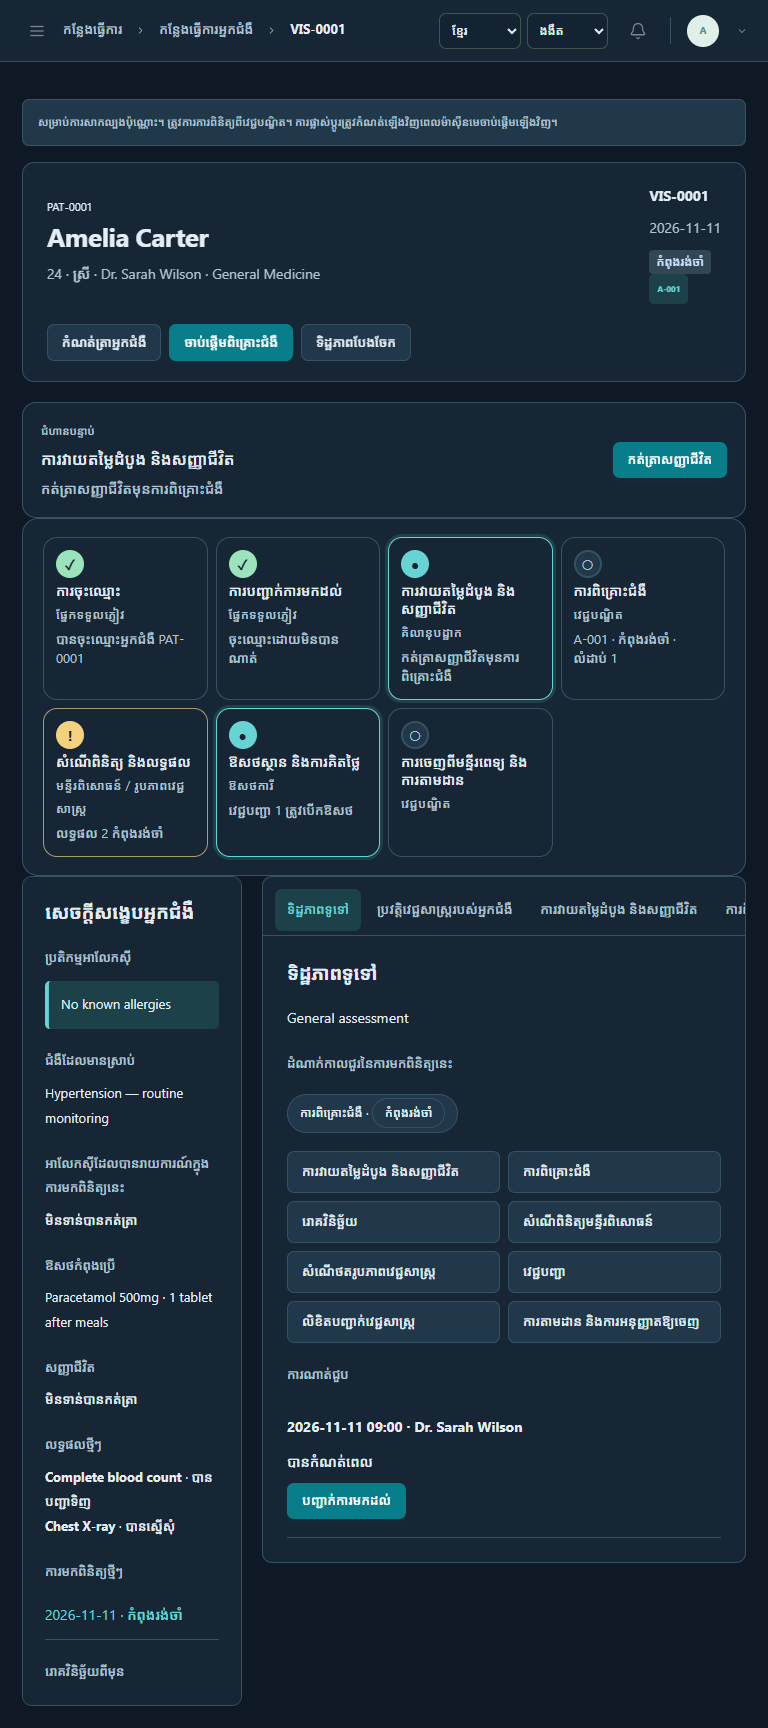 កន្លែងធ្វើការ › កន្លែងធ្វើការអ្នកជំងឺ › VIS-0001
ខ្មែរ
ងងឹត
A
សម្រាប់ការសាកល្បងប៉ុណ្ណោះ។ ត្រូវការការពិនិត្យពីវេជ្ជបណ្ឌិត។ ការផ្លាស់ប្តូរត្រូវកំណត់ឡើងវិញពេលម៉ាស៊ីនមេចាប់ផ្តើមឡើងវិញ។
PAT-0001
Amelia Carter
24 · ស្រី · Dr. Sarah Wilson · General Medicine
VIS-0001
2026-11-11
កំពុងរង់ចាំ
A-001
កំណត់ត្រាអ្នកជំងឺ
ចាប់ផ្តើមពិគ្រោះជំងឺ
ទិដ្ឋភាពបែងចែក
ជំហានបន្ទាប់
ការវាយតម្លៃដំបូង និងសញ្ញាជីវិត
កត់ត្រាសញ្ញាជីវិតមុនការពិគ្រោះជំងឺ
កត់ត្រាសញ្ញាជីវិត
✓
ការចុះឈ្មោះ
ផ្នែកទទួលភ្ញៀវ
បានចុះឈ្មោះអ្នកជំងឺ PAT-
0001
✓
ការបញ្ជាក់ការមកដល់
ផ្នែកទទួលភ្ញៀវ
ចុះឈ្មោះដោយមិនបាន
ណាត់
ការវាយតម្លៃដំបូង និង
សញ្ញាជីវិត
គិលានុបដ្ឋាក
កត់ត្រាសញ្ញាជីវិតមុនការ
ពិគ្រោះជំងឺ
ការពិគ្រោះជំងឺ
វេជ្ជបណ្ឌិត
A-001 · កំពុងរង់ចាំ ·
លំដាប់ 1
!
សំណើពិនិត្យ និងលទ្ធផល
មន្ទីរពិសោធន៍ / រូបភាពវេជ្ជ
សាស្ត្រ
លទ្ធផល 2 កំពុងរង់ចាំ
ឱសថស្ថាន និងការគិតថ្លៃ
ឱសថការី
វេជ្ជបញ្ជា 1 ត្រូវបើកឱសថ
ការចេញពីមន្ទីរពេទ្យ និង
ការតាមដាន
វេជ្ជបណ្ឌិត
សេចក្តីសង្ខេបអ្នកជំងឺ
ប្រតិកម្មអាលែកស៊ី
No known allergies
ជំងឺដែលមានស្រាប់
Hypertension — routine
monitoring
អាលែកស៊ីដែលបានរាយការណ៍ក្នុង
ការមកពិនិត្យនេះ
មិនទាន់បានកត់ត្រា
ឱសថកំពុងប្រើ
Paracetamol 500mg · 1 tablet
after meals
សញ្ញាជីវិត
មិនទាន់បានកត់ត្រា
លទ្ធផលថ្មីៗ
Complete blood count · បាន
បញ្ជាទិញ
Chest X-ray · បានស្នើសុំ
ការមកពិនិត្យថ្មីៗ
2026-11-11 · កំពុងរង់ចាំ
រោគវិនិច្ឆ័យពីមុន
ទិដ្ឋភាពទូទៅ
ប្រវត្តិវេជ្ជសាស្ត្ររបស់អ្នកជំងឺ
ការវាយតម្លៃដំបូង និងសញ្ញាជីវិត
ទិដ្ឋភាពទូទៅ
General assessment
ដំណាក់កាលជួរនៃការមកពិនិត្យនេះ
ការពិគ្រោះជំងឺ · កំពុងរង់ចាំ
ការវាយតម្លៃដំបូង និងសញ្ញាជីវិត
ការពិគ្រោះជំងឺ
រោគវិនិច្ឆ័យ
សំណើពិនិត្យមន្ទីរពិសោធន៍
សំណើថតរូបភាពវេជ្ជសាស្ត្រ
វេជ្ជបញ្ជា
លិខិតបញ្ជាក់វេជ្ជសាស្ត្រ
ការតាមដាន និងការអនុញ្ញាតឱ្យចេញ
ការណាត់ជួប
2026-11-11 09:00 · Dr. Sarah Wilson
បានកំណត់ពេល
បញ្ជាក់ការមកដល់